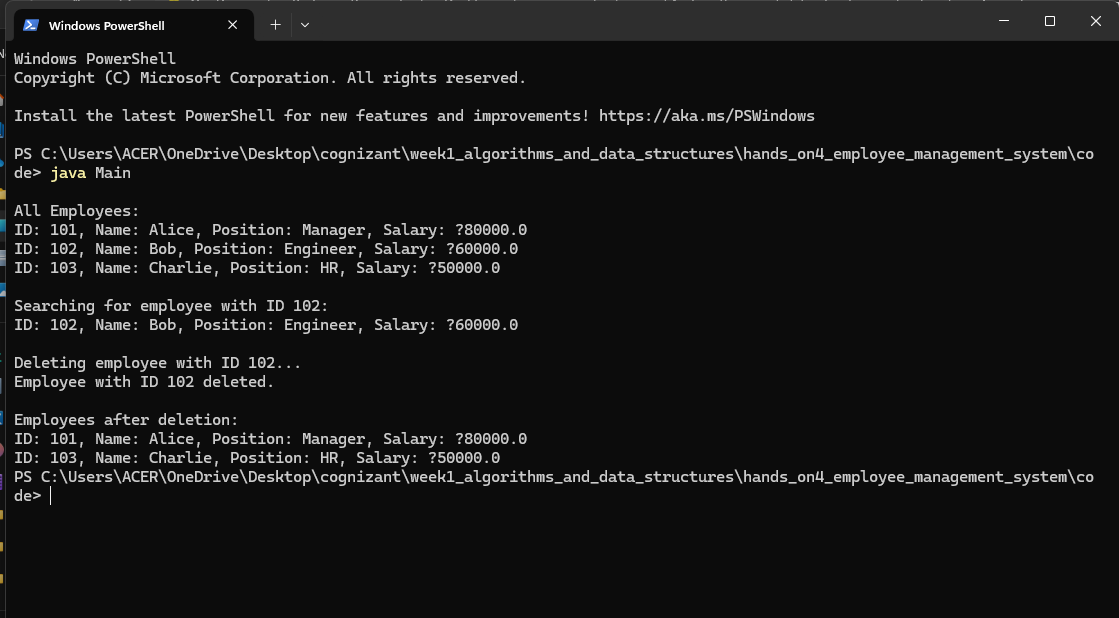 Windows PowerShell
Windows PowerShell
Copyright (C) Microsoft Corporation. All rights reserved.
Install the latest PowerShell for new features and improvements! https://aka.ms/PSWindows
PS C:\Users\ACER\OneDrive\Desktop\cognizant\week1_algorithms_and_data_structures\hands_on4_employee_management_system\co
de> java Main
All Employees:
ID: 101, Name: Alice, Position: Manager, Salary: ?80000.0
ID: 102, Name: Bob, Position: Engineer, Salary: ?60000.0
ID: 103, Name: Charlie, Position: HR, Salary: ?50000.0
Searching for employee with ID 102:
ID: 102, Name: Bob, Position: Engineer, Salary: ?60000.0
Deleting employee with ID 102...
Employee with ID 102 deleted.
Employees after deletion:
ID: 101, Name: Alice, Position: Manager, Salary: ?80000.0
ID: 103, Name: Charlie, Position: HR, Salary: ?50000.0
PS C:\Users\ACER\OneDrive\Desktop\cognizant\week1_algorithms_and_data_structures\hands_on4_employee_management_system\co
de>